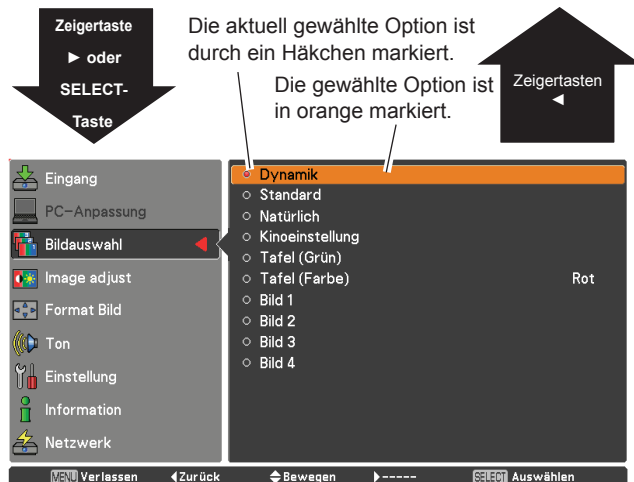 Zeigertaste
► oder
SELECT-
Taste
Die aktuell gewählte Option ist
durch ein Häkchen markiert.
Die gewählte Option ist
in orange markiert.
Zeigertasten
◄
Eingang
PC-Anpassung
Bildauswahl
Image adjust
Format Bild
Ton
Einstellung
Information
Netzwerk
Dynamik
Standard
Natürlich
Kinoeinstellung
Tafel (Grün)
Tafel (Farbe) Rot
Bild 1
Bild 2
Bild 3
Bild 4
MENU Verlassen ◄Zurück Bewegen ►----- SELECT Auswählen